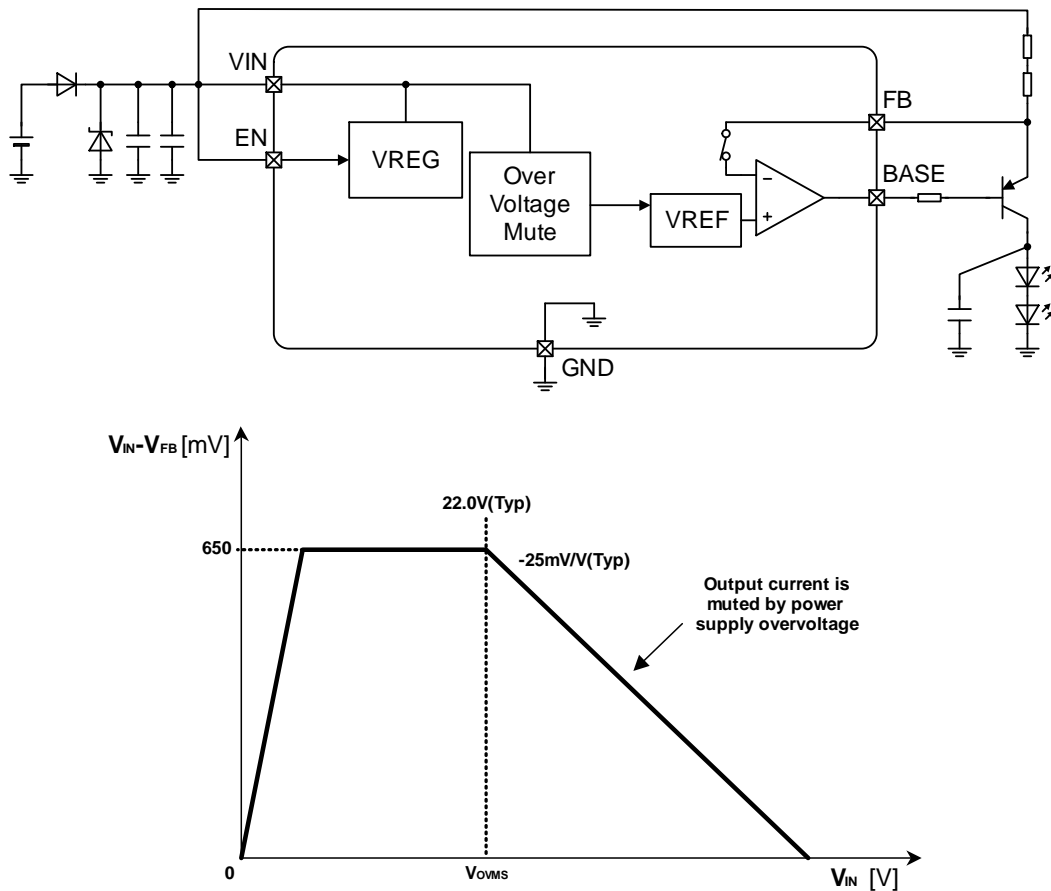 VIN
FB
EN
VREG
Over
Voltage
Mute
BASE
VREF
−
+
GND
VIN-VFB [mV]
22.0V(Typ)
650
-25mV/V(Typ)
Output current is
muted by power
supply overvoltage
0
VOVMS
VIN [V]